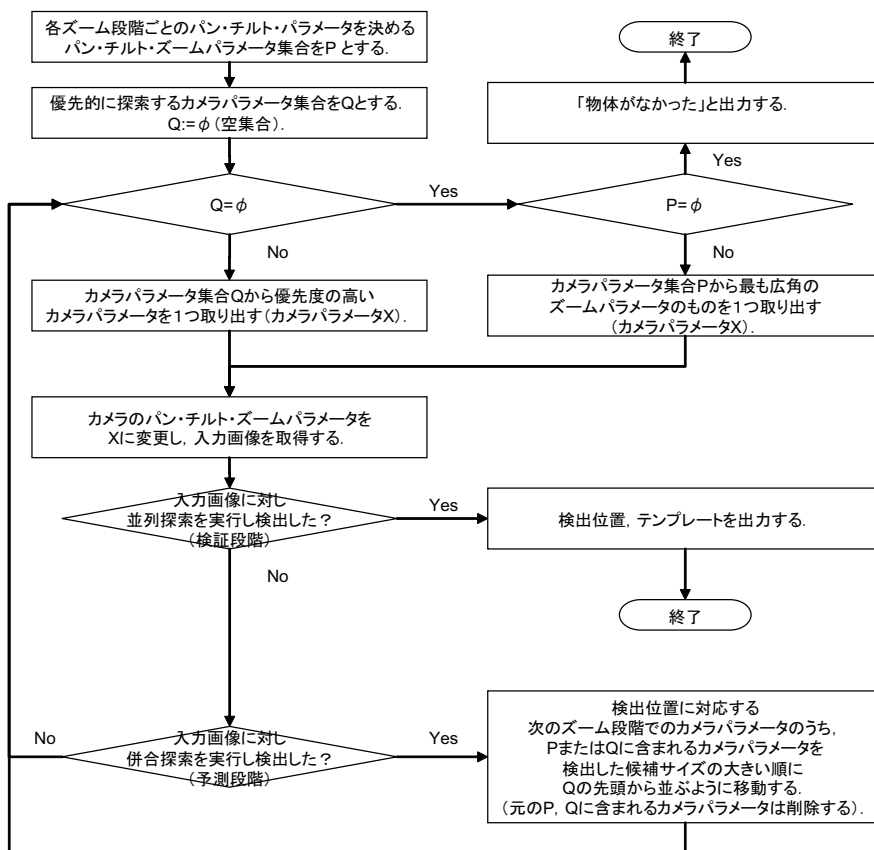 各ズーム段階ごとのパン・チルト・パラメータを決める
パン・チルト・ズームパラメータ集合をP とする.
優先的に探索するカメラパラメータ集合をQとする.
Q:=φ(空集合).
Q=φ
Yes
No
P=φ
Yes
No
「物体がなかった」と出力する.
終了
カメラパラメータ集合Qから優先度の高い
カメラパラメータを１つ取り出す(カメラパラメータX).
カメラパラメータ集合Pから最も広角の
ズームパラメータのものを１つ取り出す
(カメラパラメータX).
カメラのパン・チルト・ズームパラメータを
Xに変更し, 入力画像を取得する.
入力画像に対し
並列探索を実行し検出した？
(検証段階)
Yes
No
検出位置, テンプレートを出力する.
終了
入力画像に対し
併合探索を実行し検出した？
(予測段階)
No
Yes
検出位置に対応する
次のズーム段階でのカメラパラメータのうち,
PまたはQに含まれるカメラパラメータを
検出した候補サイズの大きい順に
Qの先頭から並ぶように移動する.
(元のP, Qに含まれるカメラパラメータは削除する).